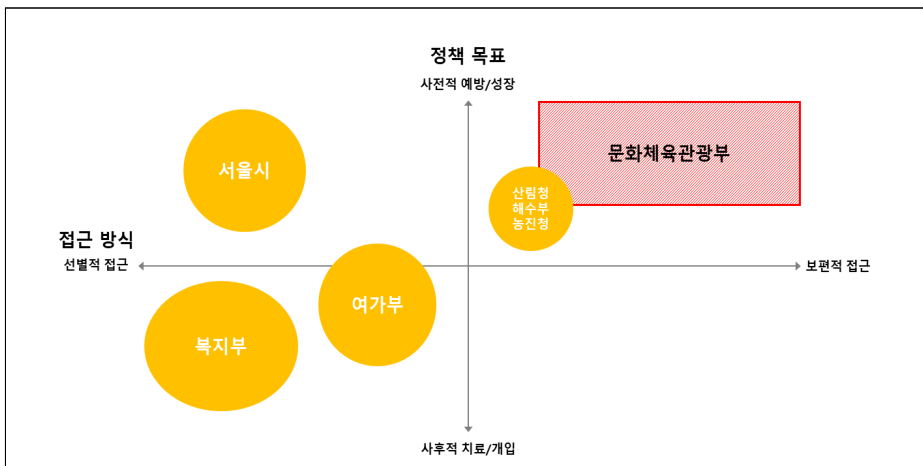 정책 목표
사전적 예방/성장
문화체육관광부
서울시
산림청
해수부
농진청
접근 방식
선별적 접근
보편적 접근
여가부
복지부
사후적 치료/개입